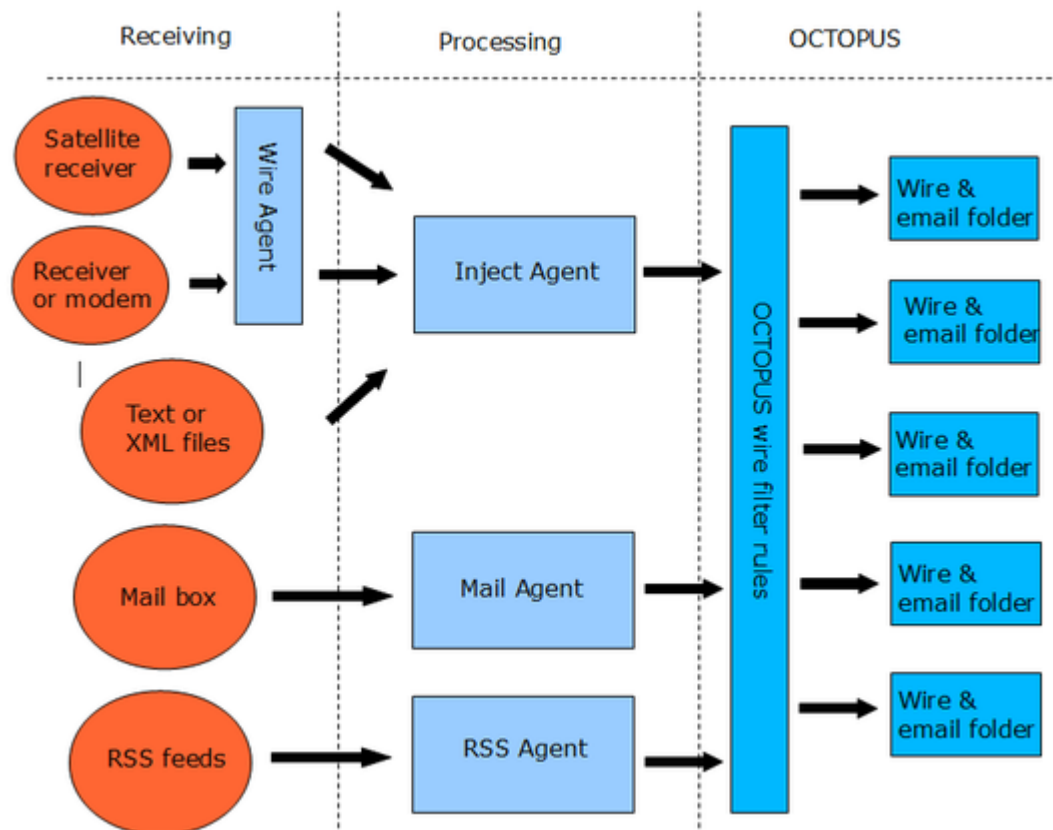 Receiving
Processing
OCTOPUS
Satellite
receiver
Wire Agent
Receiver
or modem
Inject Agent
Text or
XML files
Mail box
Mail Agent
RSS feeds
RSS Agent
OCTOPUS wire filter rules
Wire &
email folder
Wire &
email folder
Wire &
email folder
Wire &
email folder
Wire &
email folder